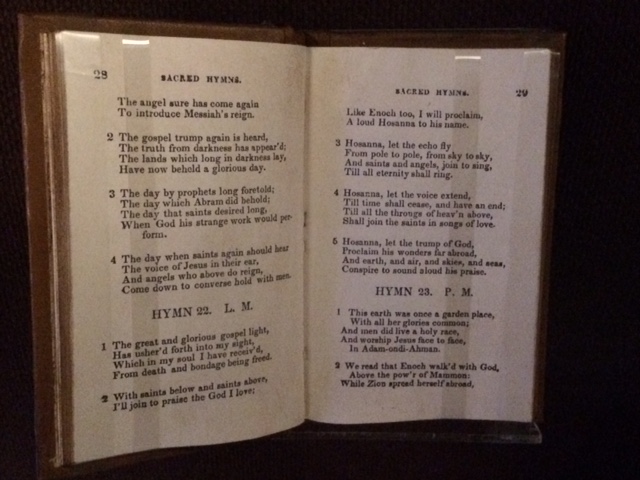 28
SACRED HYMNS.
The angel sure has come again
To introduce Messiah's reign.
2 The gospel trump again is heard,
The truth from darkness has appear'd;
The lands which long in darkness lay,
Have now behold a glorious day.
3 The day by prophets long foretold;
The day which Abram did behold;
The day that saints desired long,
When God his strange work would per-
form.
4 The day when saints again should hear
The voice of Jesus in their ear,
And angels who above do reign,
Come down to converse hold with men.
HYMN 22. L. M.
1 The great and glorious gospel light,
Has usher'd forth into my sight,
Which in my soul I have receiv'd,
From death and bondage being freed.
2 With saints below and saints above,
I'll join to praise the God I love;
SACRED HYMNS.
29
Like Enoch too, I will proclaim,
A loud Hosanna to his name.
3 Hosanna, let the echo fly
From pole to pole, from sky to sky,
And saints and angels, join to sing,
Till all eternity shall ring.
4 Hosanna, let the voice extend,
Till time shall cease, and have an end;
Till all the throngs of heav'n above,
Shall join the saints in songs of love.
5 Hosanna, let the trump of God,
Proclaim his wonders far abroad,
And earth, and air, and skies, and seas,
Conspire to sound aloud his praise.
HYMN 23. P. M.
1 This earth was once a garden place,
With all her glories common;
And men did live a holy race,
And worship Jesus face to face,
In Adam-ondi-Ahman.
2 We read that Enoch walk'd with God,
Above the pow'r of Mammon:
While Zion spread herself abroad,